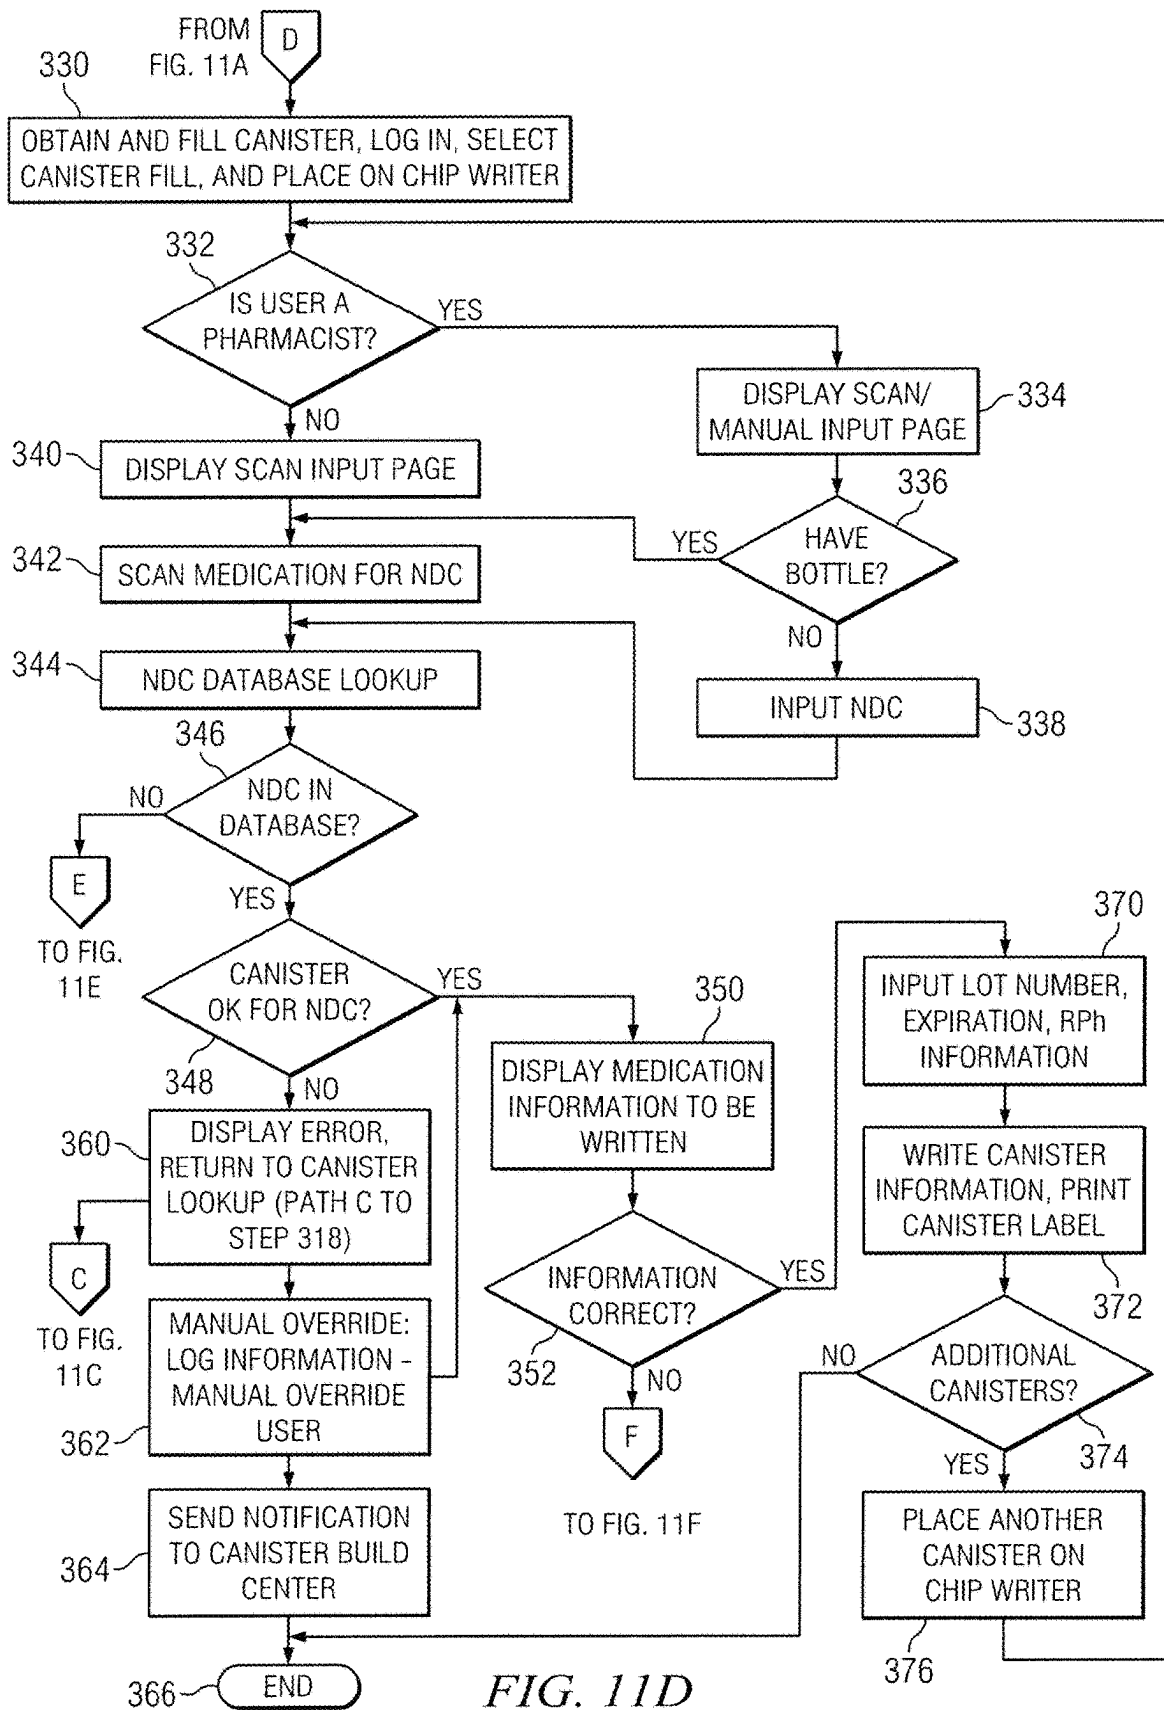 FROM
FIG. 11A
D
330
OBTAIN AND FILL CANISTER, LOG IN, SELECT
CANISTER FILL, AND PLACE ON CHIP WRITER
332
IS USER A
PHARMACIST?
YES
NO
DISPLAY SCAN/
MANUAL INPUT PAGE
334
340
DISPLAY SCAN INPUT PAGE
336
HAVE
BOTTLE?
YES
NO
342
SCAN MEDICATION FOR NDC
344
NDC DATABASE LOOKUP
INPUT NDC
338
346
NDC IN
DATABASE?
NO
YES
E
TO FIG.
11E
CANISTER
OK FOR NDC?
YES
348
NO
350
DISPLAY MEDICATION
INFORMATION TO BE
WRITTEN
370
INPUT LOT NUMBER,
EXPIRATION, RPh
INFORMATION
360
DISPLAY ERROR,
RETURN TO CANISTER
LOOKUP (PATH C TO
STEP 318)
C
TO FIG.
11C
WRITE CANISTER
INFORMATION, PRINT
CANISTER LABEL
372
INFORMATION
CORRECT?
YES
352
NO
F
TO FIG. 11F
MANUAL OVERRIDE:
LOG INFORMATION –
MANUAL OVERRIDE
USER
362
ADDITIONAL
CANISTERS?
NO
374
YES
364
SEND NOTIFICATION
TO CANISTER BUILD
CENTER
PLACE ANOTHER
CANISTER ON
CHIP WRITER
376
366
END
FIG. 11D